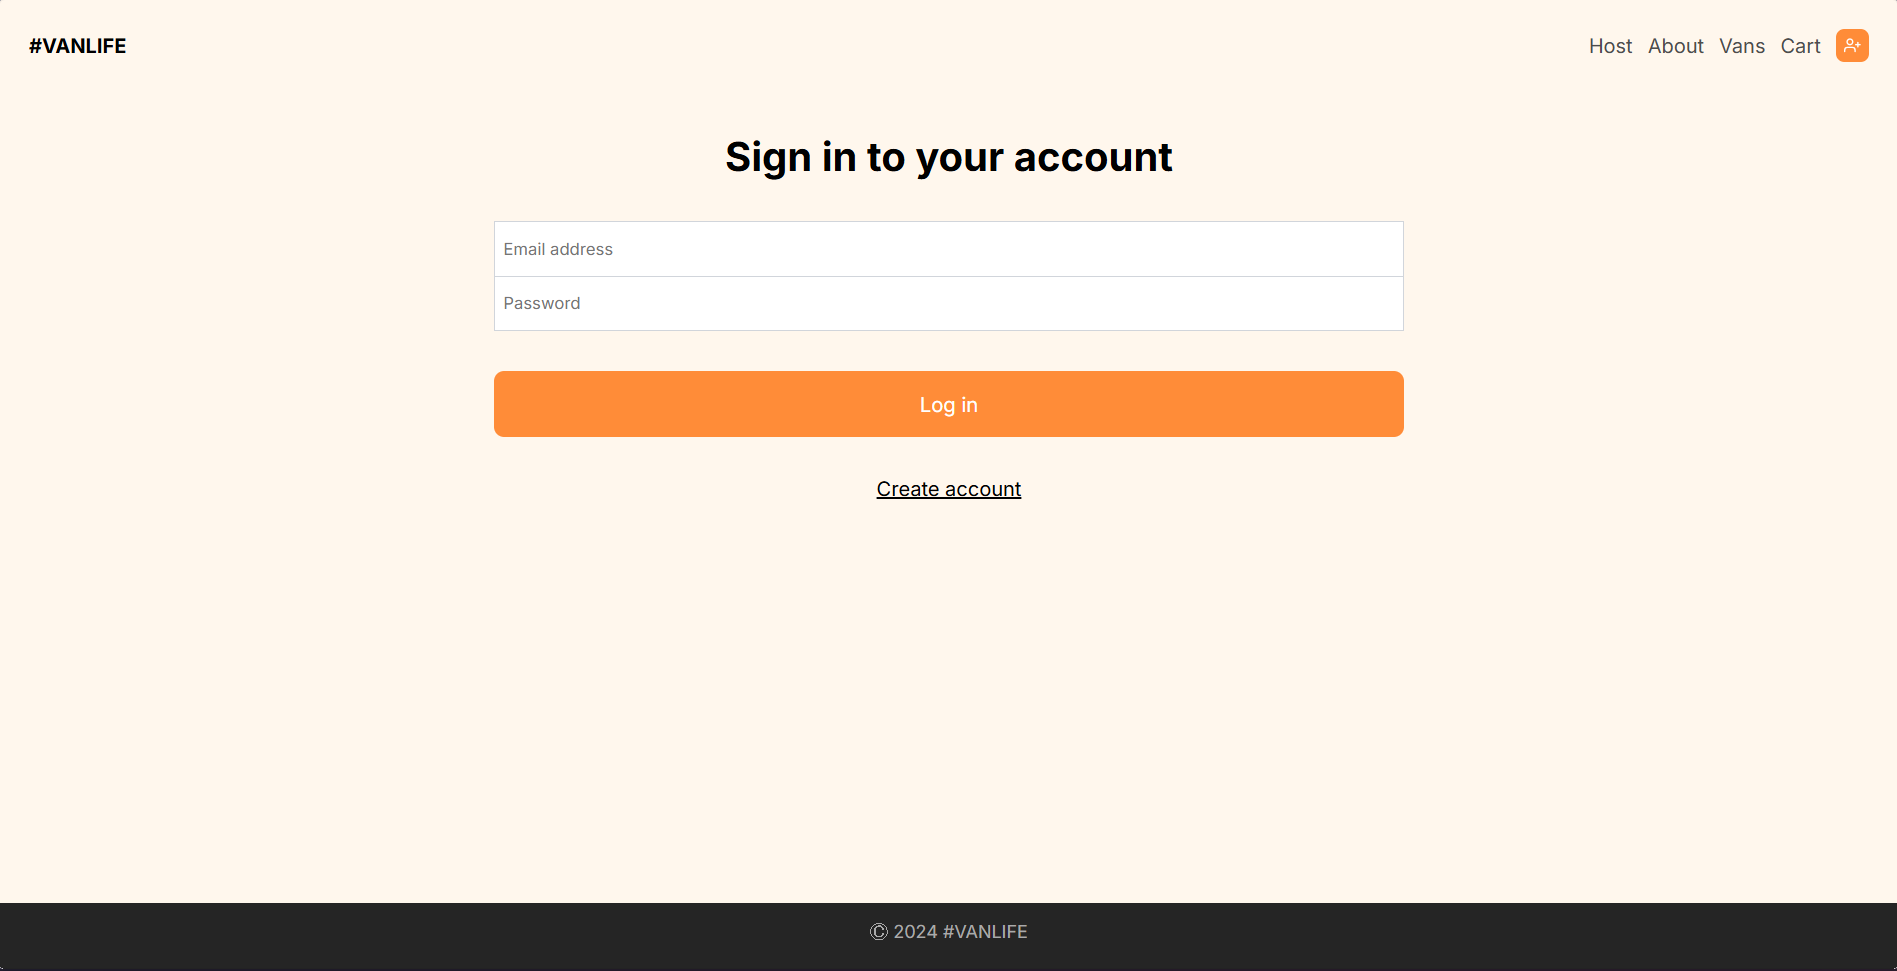 #VANLIFE
Host About Vans Cart
Sign in to your account
Email address
Password
Log in
Create account
© 2024 #VANLIFE